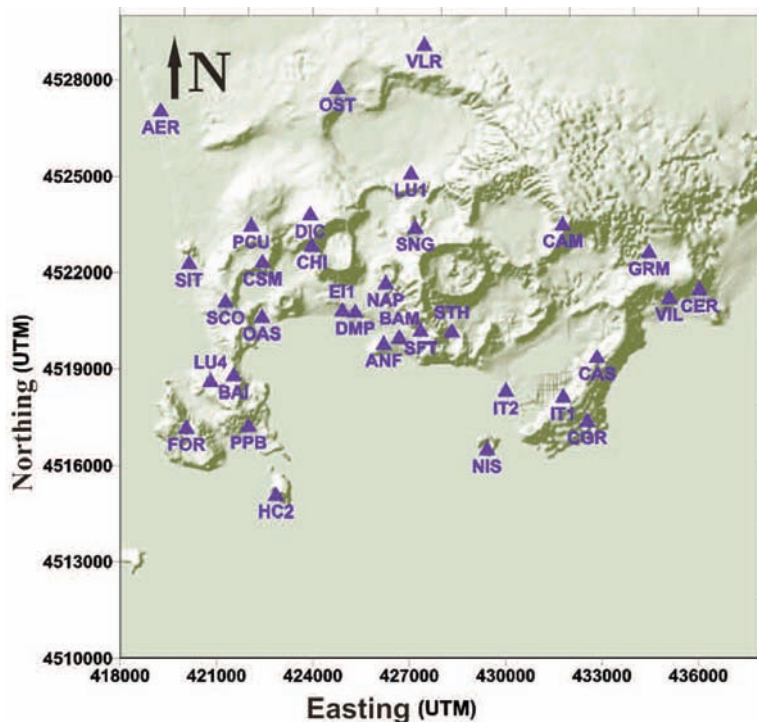 N
VLR
OST
AER
LU1
PCU
DIC
SNG
CAM
CHI
SIT
CSM
GRM
EI1
NAP
STH
SCO
BAM
VIL
CER
OAS
DMP
SFT
ANF
LU4
CAS
BAI
IT2
IT1
FOR
PPB
CGR
NIS
HC2
4528000
4525000
4522000
4519000
4516000
4513000
4510000
Northing (UTM)
418000 421000 424000 427000 430000 433000 436000
Easting (UTM)